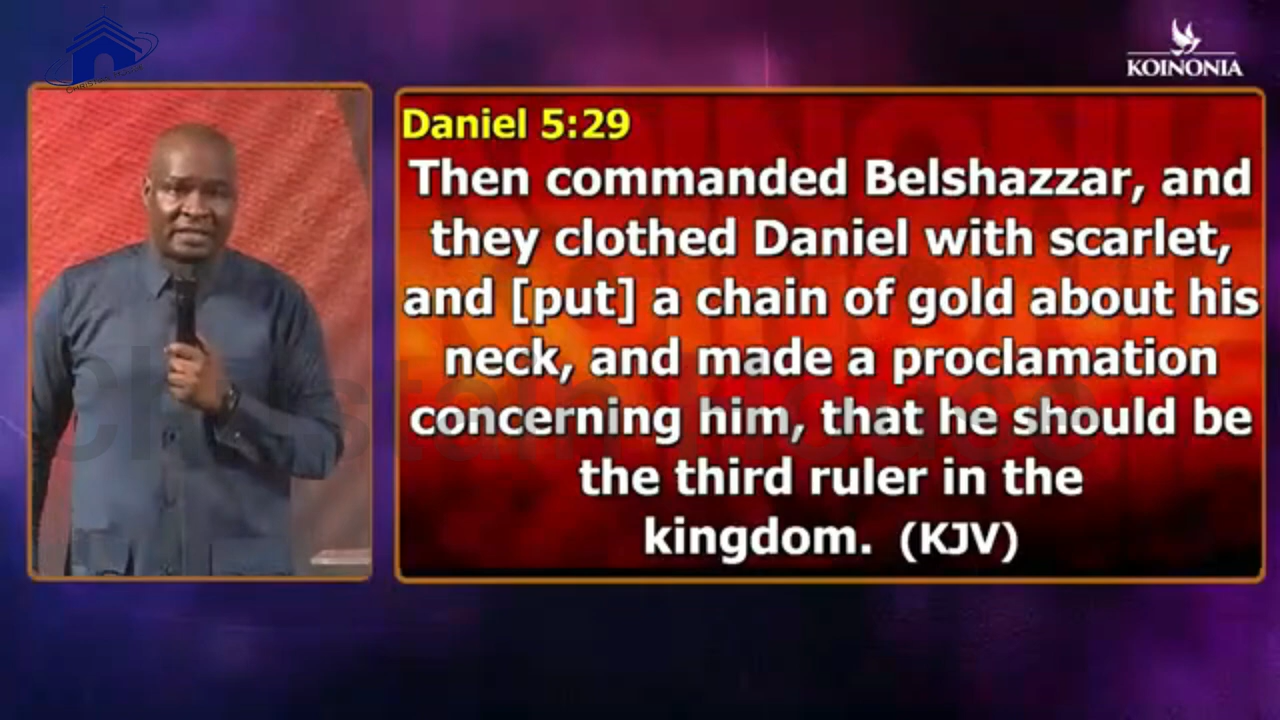 KOINONIA
Daniel 5:29
Then commanded Belshazzar, and
they clothed Daniel with scarlet,
and [put] a chain of gold about his
neck, and made a proclamation
concerning him, that he should be
the third ruler in the
kingdom. (KJV)